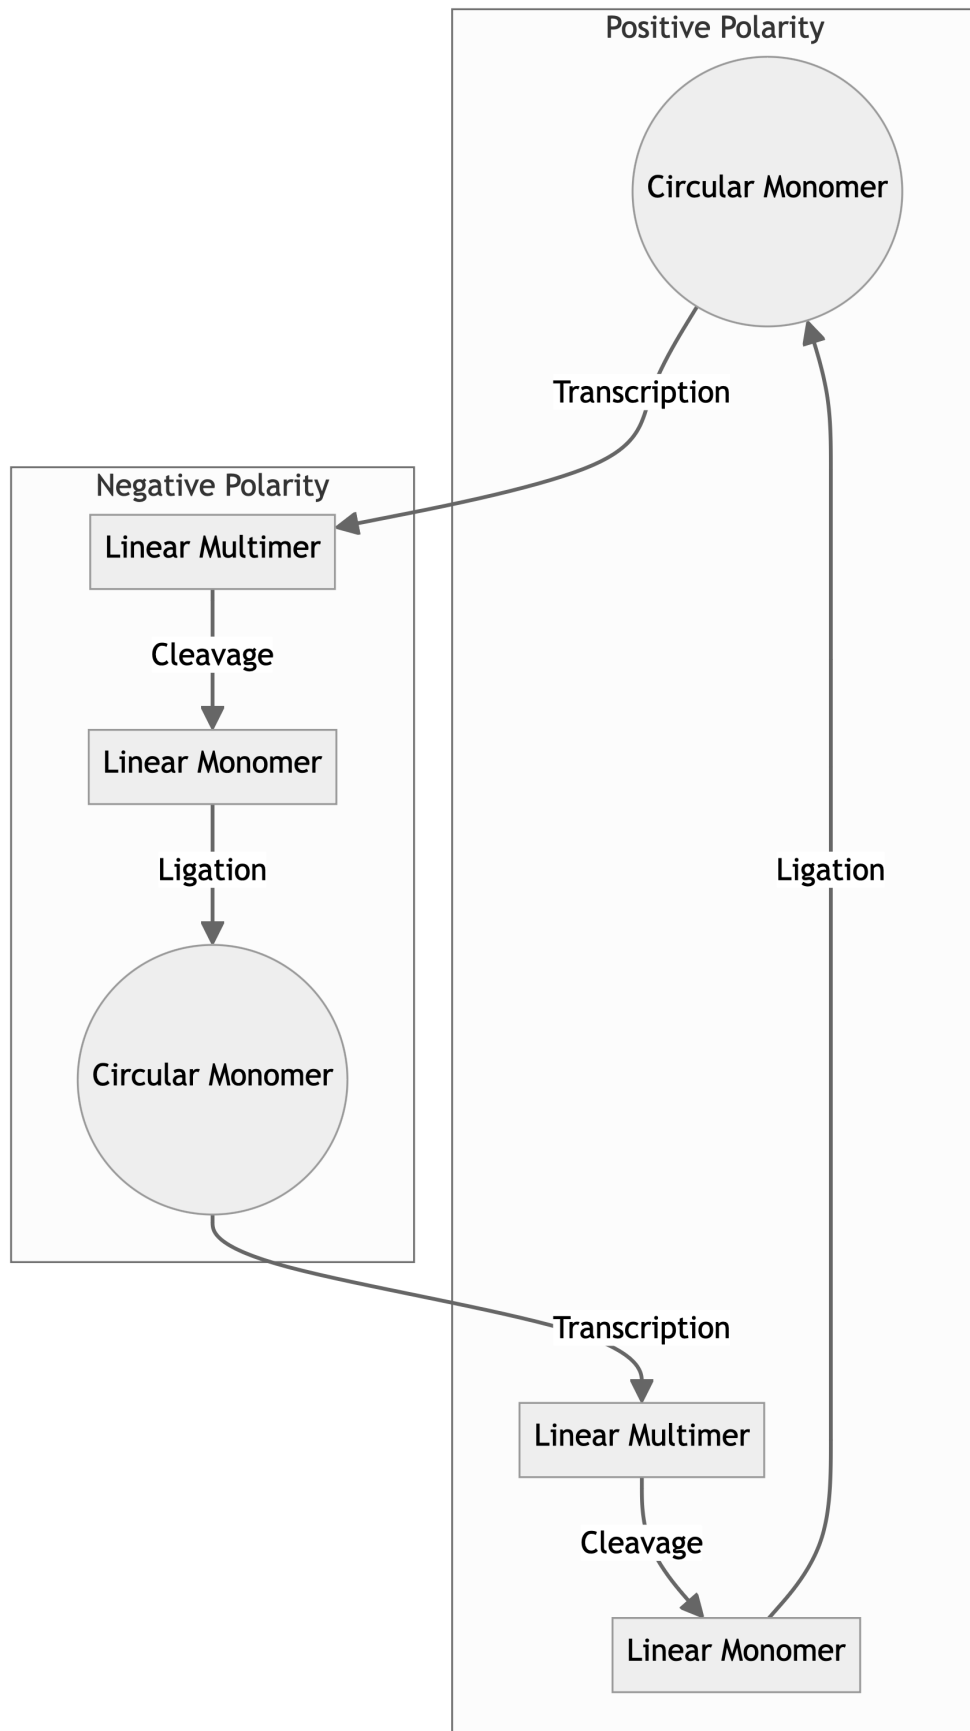 Positive Polarity
Circular Monomer
Transcription
Negative Polarity
Linear Multimer
Cleavage
Linear Monomer
Ligation
Ligation
Circular Monomer
Transcription
Linear Multimer
Cleavage
Linear Monomer